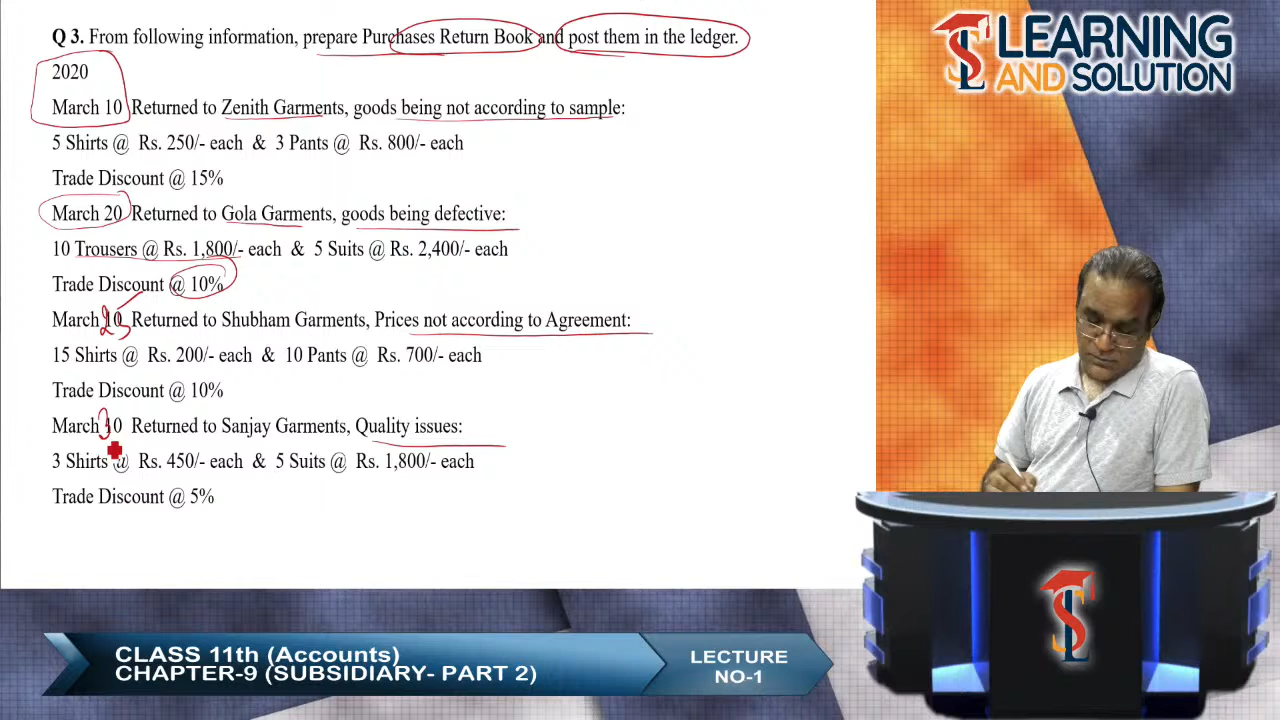 Q 3. From following information, prepare Purchases Return Book and post them in the ledger.
2020
March 10 Returned to Zenith Garments, goods being not according to sample:
5 Shirts @ Rs. 250/- each & 3 Pants @ Rs. 800/- each
Trade Discount @ 15%
March 20 Returned to Gola Garments, goods being defective:
10 Trousers @ Rs. 1,800/- each & 5 Suits @ Rs. 2,400/- each
Trade Discount @ 10%
March 10 Returned to Shubham Garments, Prices not according to Agreement:
25
15 Shirts @ Rs. 200/- each & 10 Pants @ Rs. 700/- each
Trade Discount @ 10%
March 10 Returned to Sanjay Garments, Quality issues:
3
3 Shirts @ Rs. 450/- each & 5 Suits @ Rs. 1,800/- each
Trade Discount @ 5%
SL LEARNING
AND SOLUTION
SL
CLASS 11th (Accounts)
CHAPTER-9 (SUBSIDIARY- PART 2)
LECTURE
NO-1